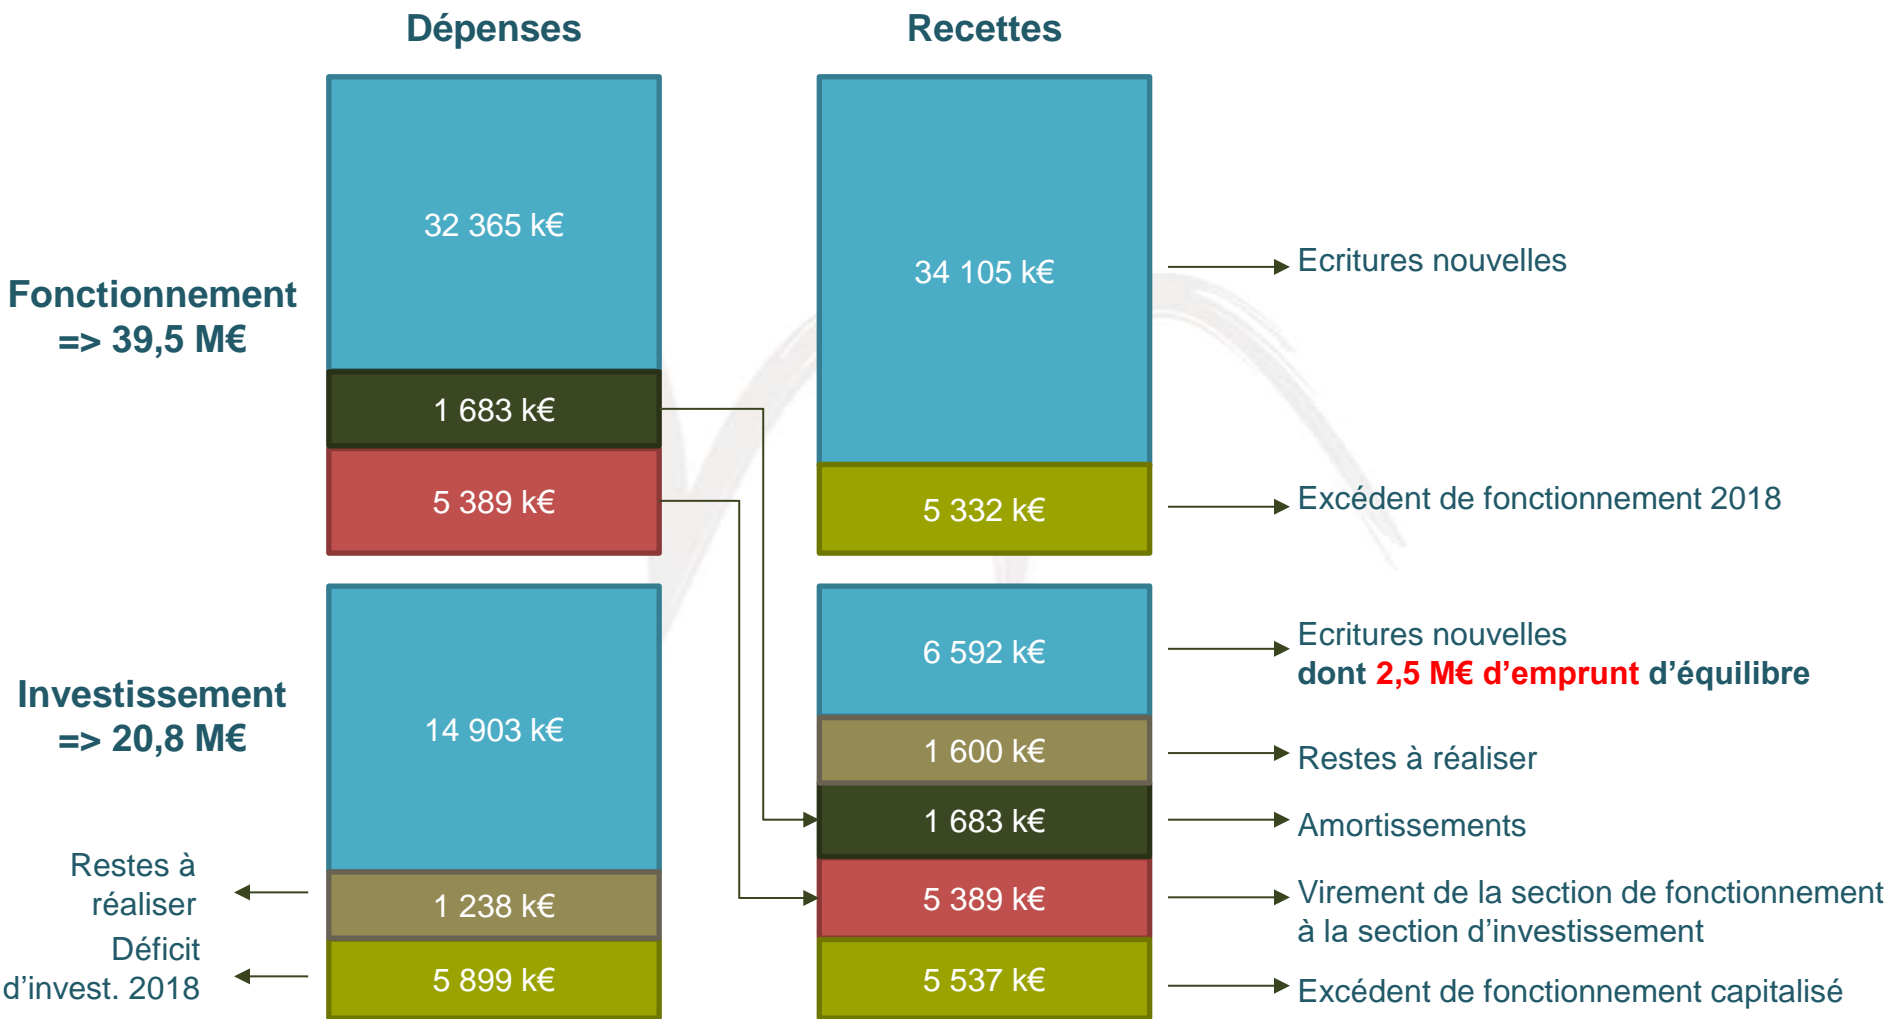 Dépenses
Recettes
Fonctionnement
=> 39,5 M€
32 365 k€
1 683 k€
5 389 k€
34 105 k€
5 332 k€
Ecritures nouvelles
Excédent de fonctionnement 2018
Investissement
=> 20,8 M€
Restes à
réaliser
Déficit
d’invest. 2018
14 903 k€
1 238 k€
5 899 k€
6 592 k€
1 600 k€
1 683 k€
5 389 k€
5 537 k€
Ecritures nouvelles
dont 2,5 M€ d’emprunt d’équilibre
Restes à réaliser
Amortissements
Virement de la section de fonctionnement
à la section d’investissement
Excédent de fonctionnement capitalisé